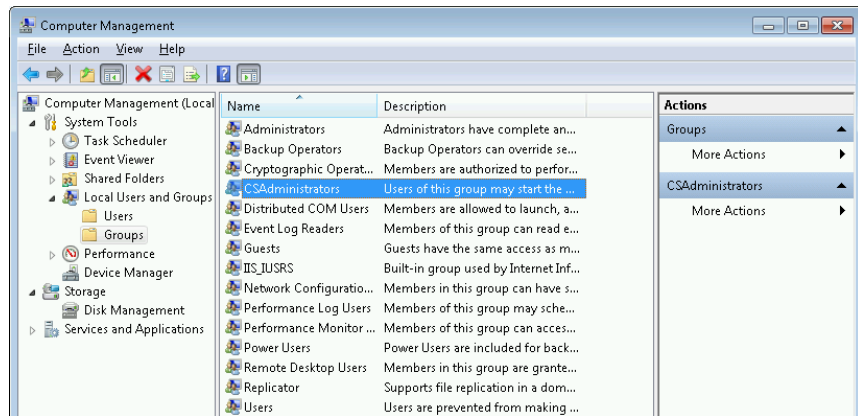 Computer Management
File Action View Help
Computer Management (Local
System Tools
Task Scheduler
Event Viewer
Shared Folders
Local Users and Groups
Users
Groups
Performance
Device Manager
Storage
Disk Management
Services and Applications
Name Description
Administrators Administrators have complete an...
Backup Operators Backup Operators can override se...
Cryptographic Operat... Members are authorized to perfor...
CSAdministrators Users of this group may start the ...
Distributed COM Users Members are allowed to launch, a...
Event Log Readers Members of this group can read e...
Guests Guests have the same access as m...
IIS_IUSRS Built-in group used by Internet Inf...
Network Configuratio... Members in this group can have s...
Performance Log Users Members of this group may sche...
Performance Monitor ... Members of this group can acces...
Power Users Power Users are included for back...
Remote Desktop Users Members in this group are grante...
Replicator Supports file replication in a dom...
Users Users are prevented from making ...
Actions
Groups
More Actions
CSAdministrators
More Actions